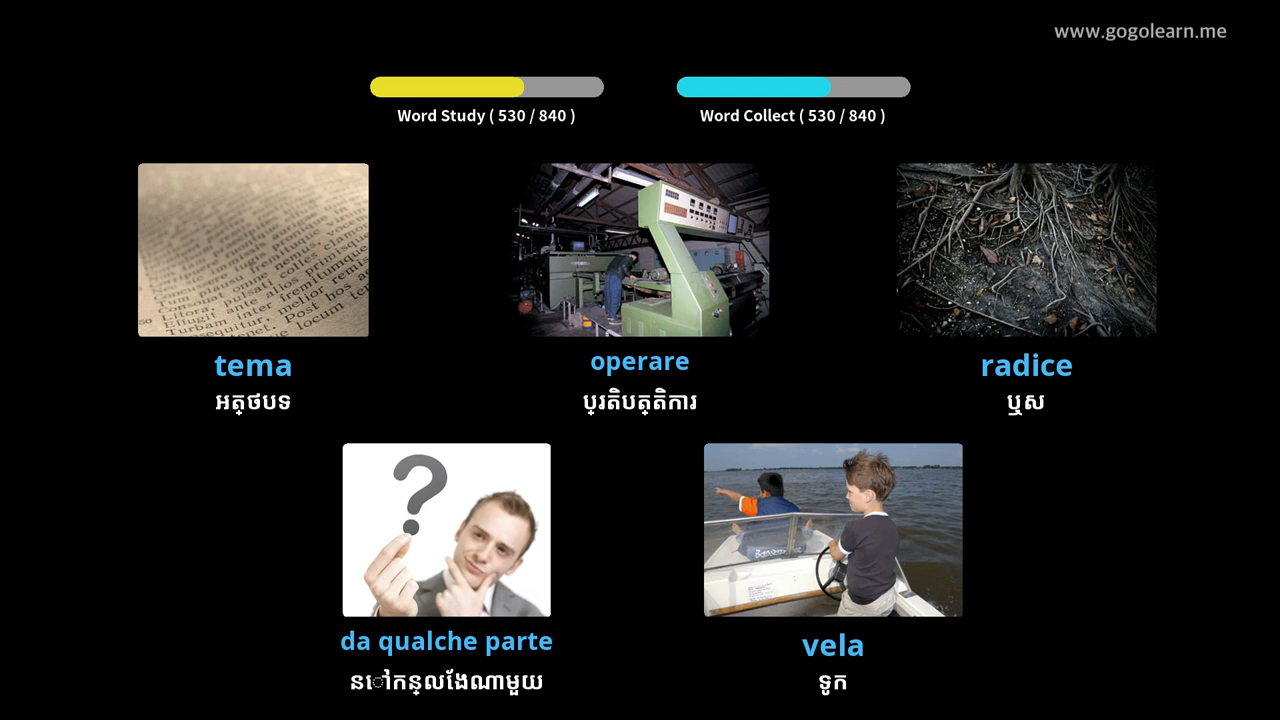 www.gogolearn.me
Word Study ( 530 / 840 )
Word Collect ( 530 / 840 )
tema
អត្ថបទ
operare
ប្រតិបត្តិការ
radice
ឬស
da qualche parte
នៅកន្លងែណាមួយ
vela
ទូក